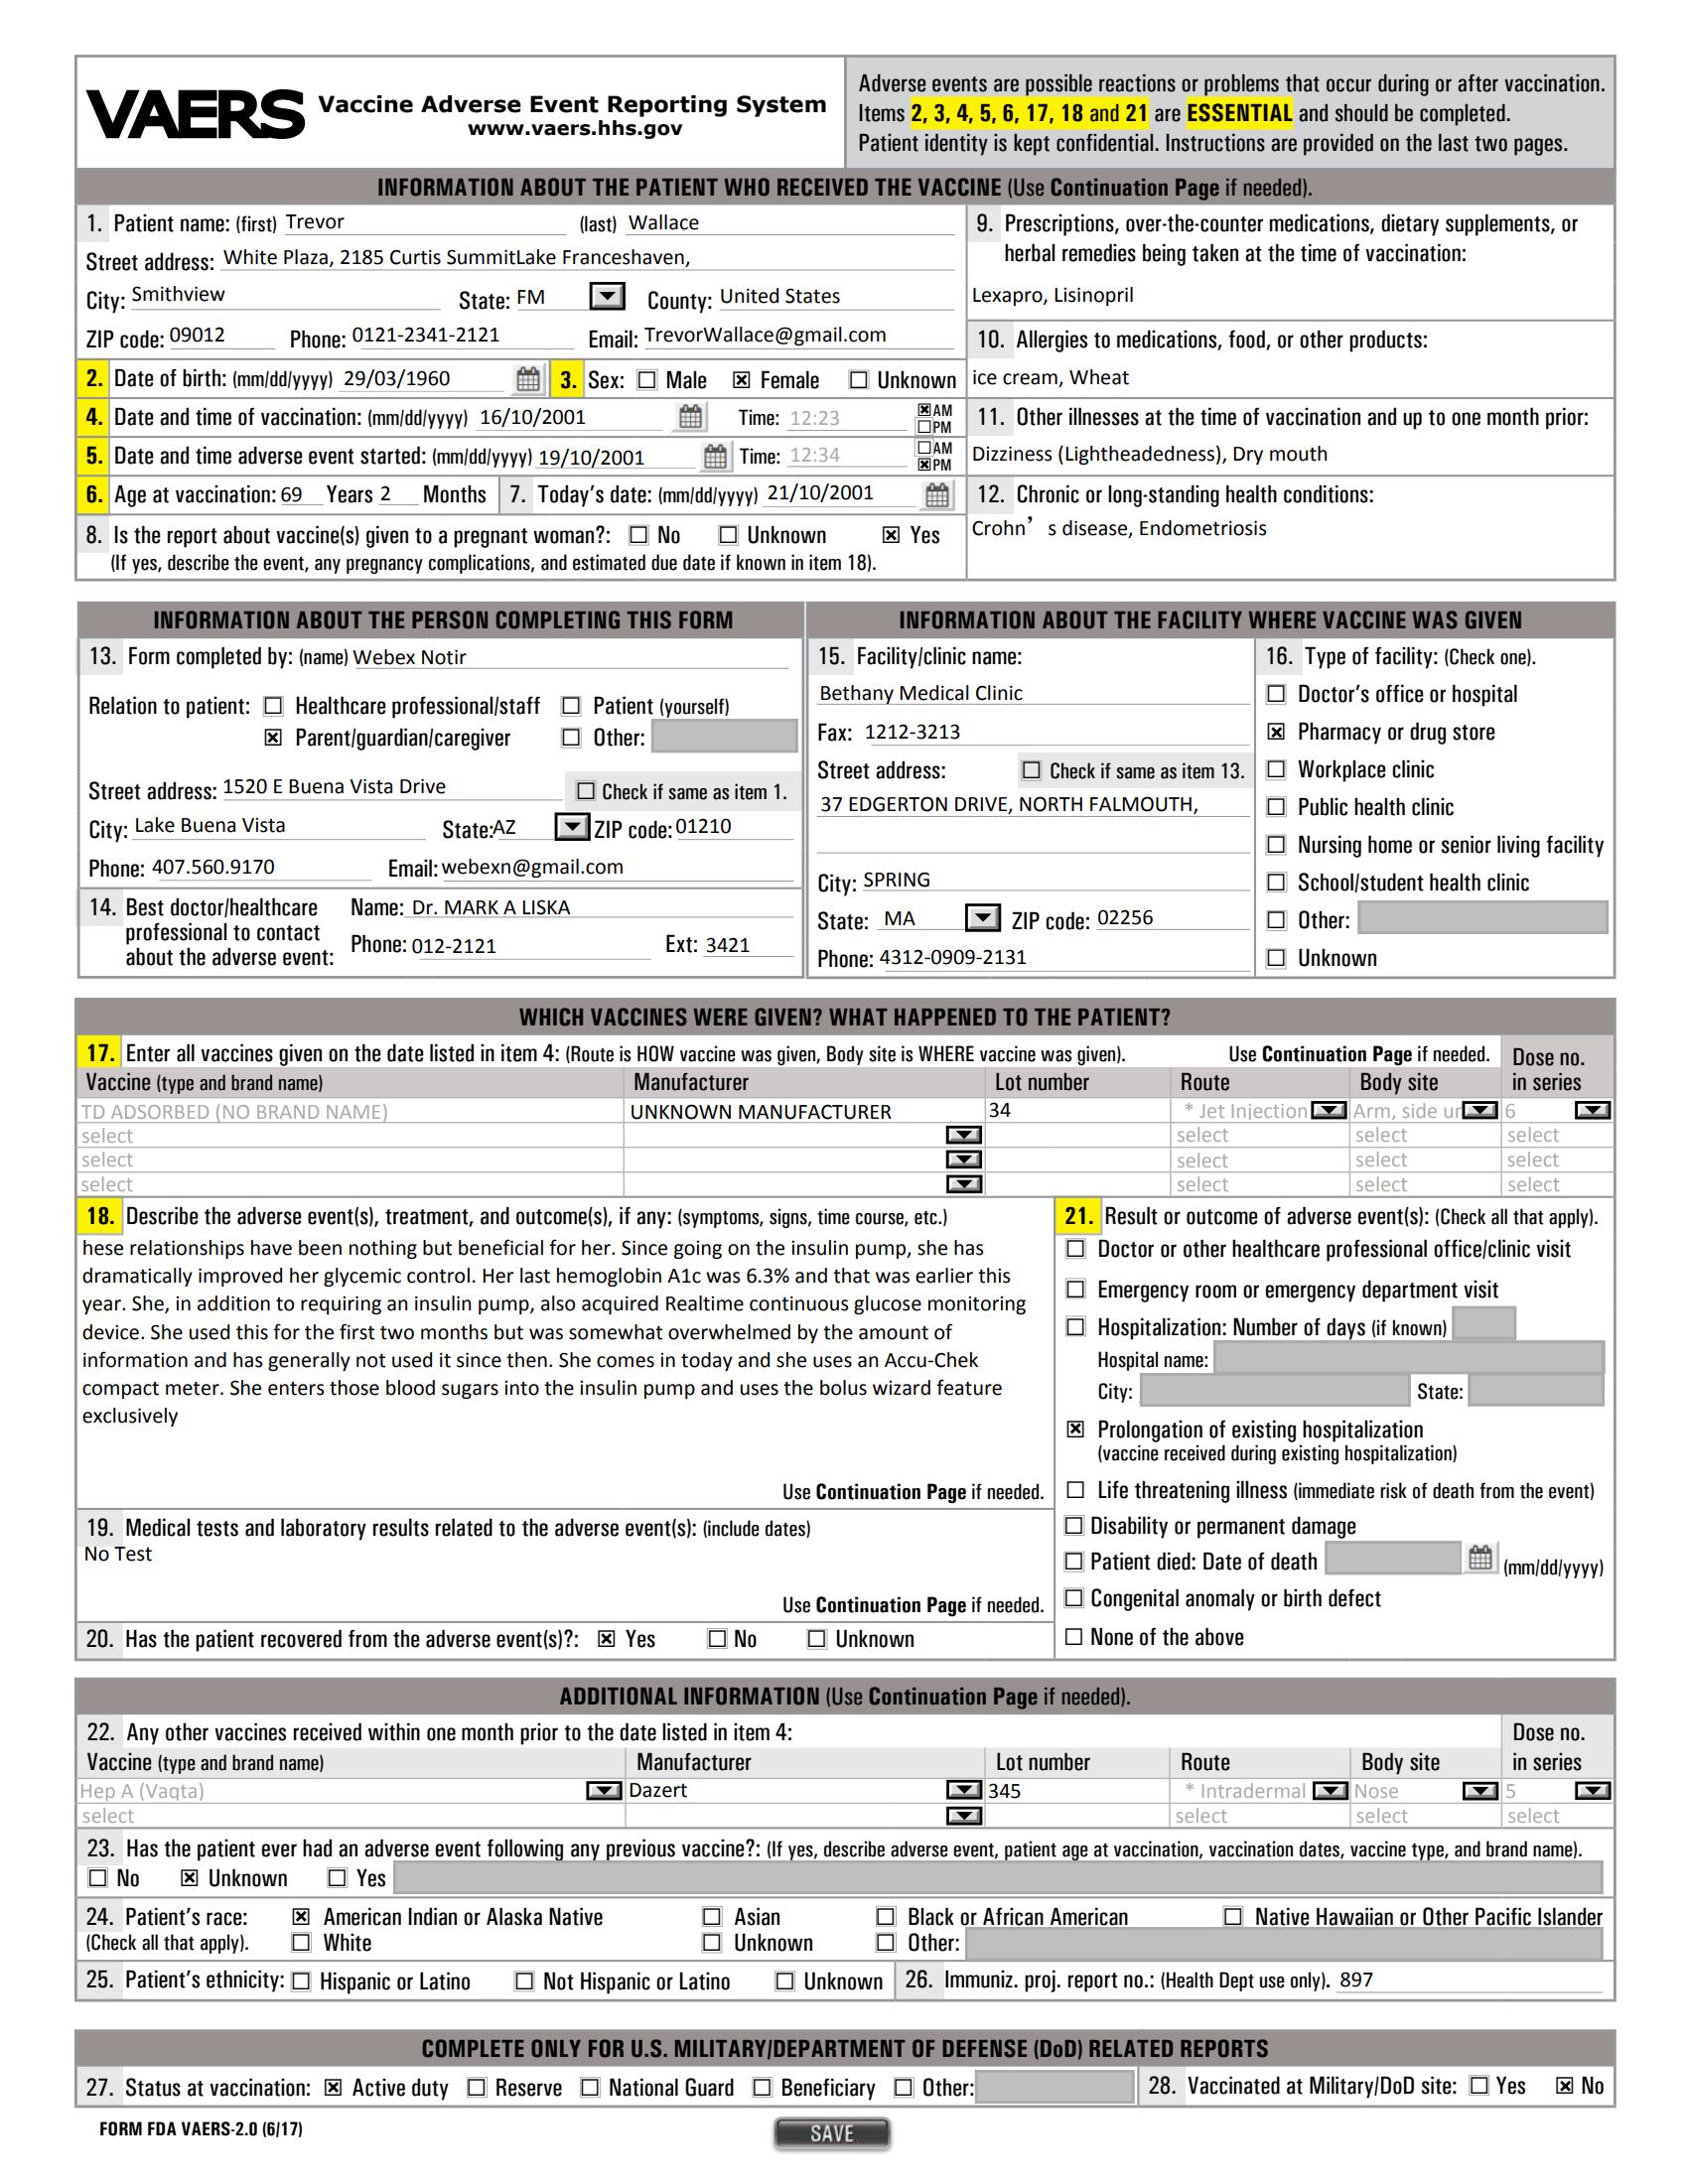 VAERS Vaccine Adverse Event Reporting System
www.vaers.hhs.gov
Adverse events are possible reactions or problems that occur during or after vaccination.
Items 2, 3, 4, 5, 6, 17, 18 and 21 are ESSENTIAL and should be completed.
Patient identity is kept confidential. Instructions are provided on the last two pages.
INFORMATION ABOUT THE PATIENT WHO RECEIVED THE VACCINE (Use Continuation Page if needed).
1. Patient name: (first) Trevor (last) Wallace
Street address: White Plaza, 2185 Curtis SummitLake Franceshaven,
City: Smithview State: FM County: United States
ZIP code: 09012 Phone: 0121-2341-2121 Email: TrevorWallace@gmail.com
2. Date of birth: (mm/dd/yyyy) 29/03/1960 3. Sex: Male Female Unknown
4. Date and time of vaccination: (mm/dd/yyyy) 16/10/2001 Time: 12:23 AM PM
5. Date and time adverse event started: (mm/dd/yyyy) 19/10/2001 Time: 12:34 AM PM
6. Age at vaccination: 69 Years 2 Months 7. Today's date: (mm/dd/yyyy) 21/10/2001
8. Is the report about vaccine(s) given to a pregnant woman?: No Unknown Yes
(If yes, describe the event, any pregnancy complications, and estimated due date if known in item 18).
9. Prescriptions, over-the-counter medications, dietary supplements, or
herbal remedies being taken at the time of vaccination:
Lexapro, Lisinopril
10. Allergies to medications, food, or other products:
ice cream, Wheat
11. Other illnesses at the time of vaccination and up to one month prior:
Dizziness (Lightheadedness), Dry mouth
12. Chronic or long-standing health conditions:
Crohn’ s disease, Endometriosis
INFORMATION ABOUT THE PERSON COMPLETING THIS FORM
13. Form completed by: (name) Webex Notir
Relation to patient: Healthcare professional/staff Patient (yourself)
Parent/guardian/caregiver Other:
Street address: 1520 E Buena Vista Drive Check if same as item 1.
City: Lake Buena Vista State: AZ ZIP code: 01210
Phone: 407.560.9170 Email: webexn@gmail.com
14. Best doctor/healthcare
professional to contact
about the adverse event:
Name: Dr. MARK A LISKA
Phone: 012-2121 Ext: 3421
INFORMATION ABOUT THE FACILITY WHERE VACCINE WAS GIVEN
15. Facility/clinic name:
Bethany Medical Clinic
Fax: 1212-3213
Street address: Check if same as item 13.
37 EDGERTON DRIVE, NORTH FALMOUTH,
City: SPRING
State: MA ZIP code: 02256
Phone: 4312-0909-2131
16. Type of facility: (Check one).
Doctor's office or hospital
Pharmacy or drug store
Workplace clinic
Public health clinic
Nursing home or senior living facility
School/student health clinic
Other:
Unknown
WHICH VACCINES WERE GIVEN? WHAT HAPPENED TO THE PATIENT?
17. Enter all vaccines given on the date listed in item 4: (Route is HOW vaccine was given, Body site is WHERE vaccine was given). Use Continuation Page if needed.
Vaccine (type and brand name) Manufacturer Lot number Route Body site Dose no. in series
TD ADSORBED (NO BRAND NAME) UNKNOWN MANUFACTURER 34 * Jet Injection Arm, side ur 6
select select select select
select select select select
select select select select
18. Describe the adverse event(s), treatment, and outcome(s), if any: (symptoms, signs, time course, etc.)
hese relationships have been nothing but beneficial for her. Since going on the insulin pump, she has
dramatically improved her glycemic control. Her last hemoglobin A1c was 6.3% and that was earlier this
year. She, in addition to requiring an insulin pump, also acquired Realtime continuous glucose monitoring
device. She used this for the first two months but was somewhat overwhelmed by the amount of
information and has generally not used it since then. She comes in today and she uses an Accu-Chek
compact meter. She enters those blood sugars into the insulin pump and uses the bolus wizard feature
exclusively
Use Continuation Page if needed.
19. Medical tests and laboratory results related to the adverse event(s): (include dates)
No Test
Use Continuation Page if needed.
20. Has the patient recovered from the adverse event(s)?: Yes No Unknown
21. Result or outcome of adverse event(s): (Check all that apply).
Doctor or other healthcare professional office/clinic visit
Emergency room or emergency department visit
Hospitalization: Number of days (if known)
Hospital name:
City: State:
Prolongation of existing hospitalization
(vaccine received during existing hospitalization)
Life threatening illness (immediate risk of death from the event)
Disability or permanent damage
Patient died: Date of death (mm/dd/yyyy)
Congenital anomaly or birth defect
None of the above
ADDITIONAL INFORMATION (Use Continuation Page if needed).
22. Any other vaccines received within one month prior to the date listed in item 4:
Vaccine (type and brand name) Manufacturer Lot number Route Body site Dose no. in series
Hep A (Vaqta) Dazert 345 * Intradermal Nose 5
select select select select
23. Has the patient ever had an adverse event following any previous vaccine?: (If yes, describe adverse event, patient age at vaccination, vaccination dates, vaccine type, and brand name).
No Unknown Yes
24. Patient's race: American Indian or Alaska Native Asian Black or African American Native Hawaiian or Other Pacific Islander
(Check all that apply). White Unknown Other:
25. Patient's ethnicity: Hispanic or Latino Not Hispanic or Latino Unknown 26. Immuniz. proj. report no.: (Health Dept use only). 897
COMPLETE ONLY FOR U.S. MILITARY/DEPARTMENT OF DEFENSE (DoD) RELATED REPORTS
27. Status at vaccination: Active duty Reserve National Guard Beneficiary Other: 28. Vaccinated at Military/DoD site: Yes No
FORM FDA VAERS-2.0 (6/17) SAVE